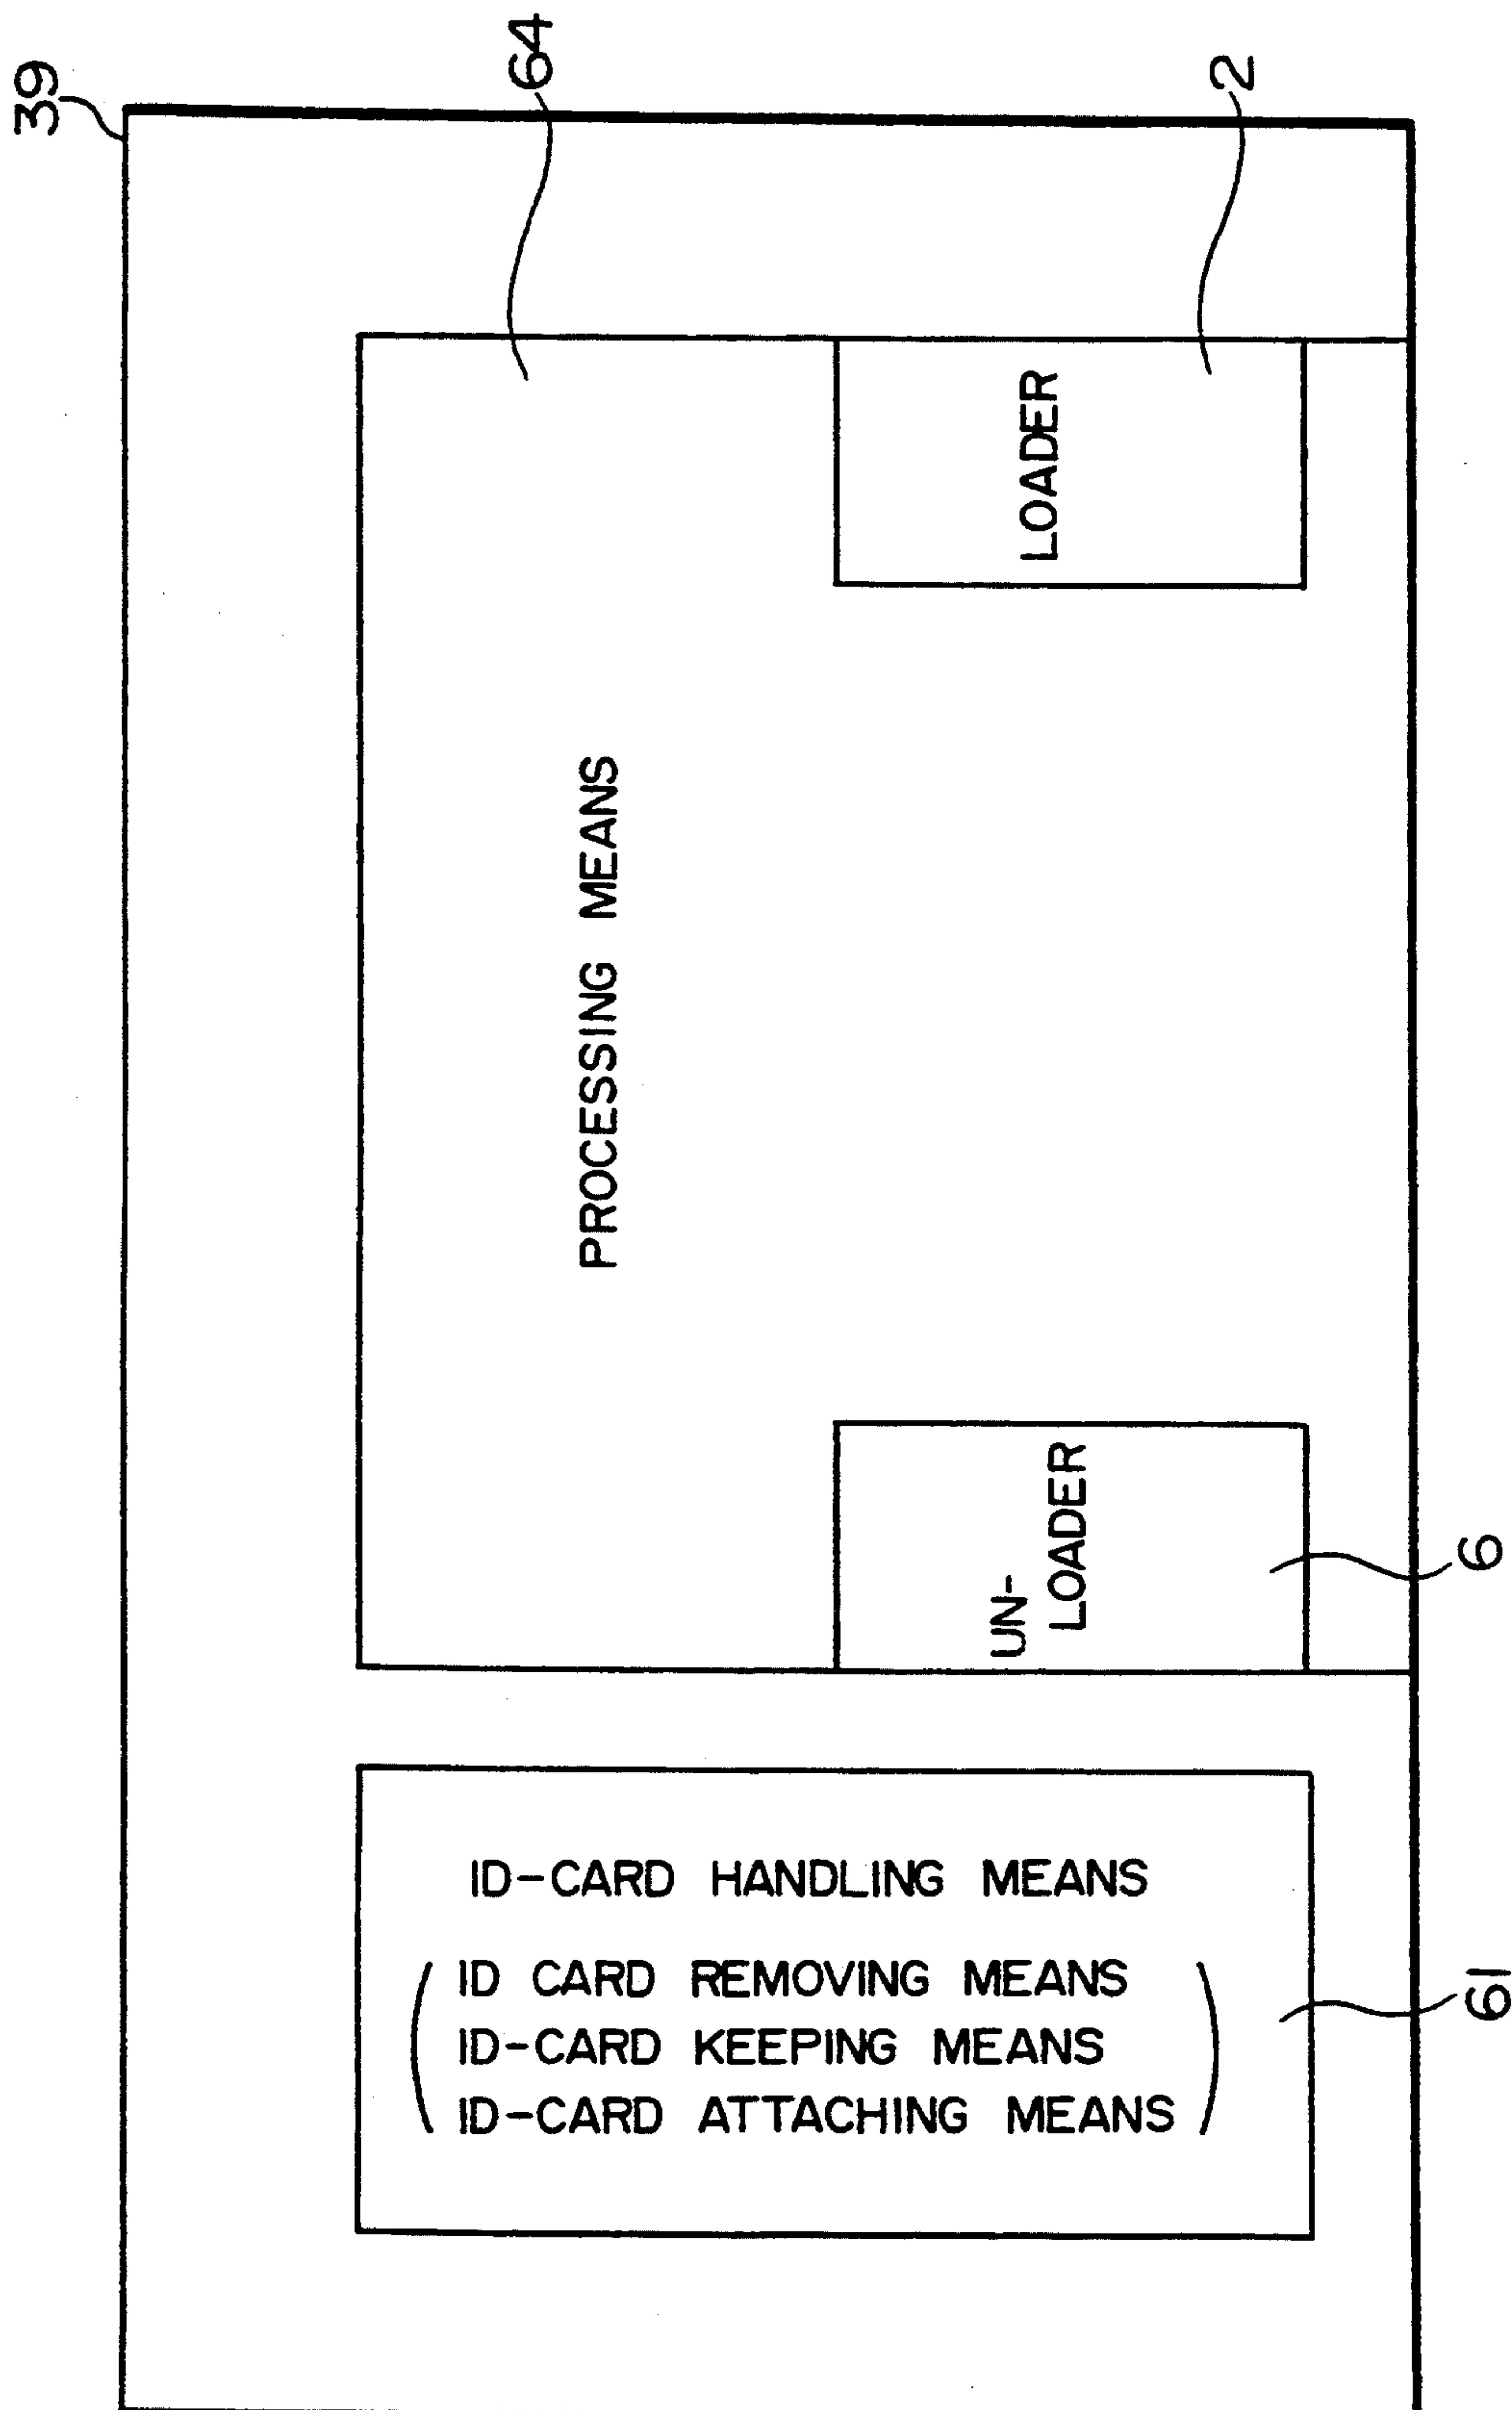 39
64
2
PROCESSING MEANS
LOADER
UN-
LOADER
6
ID-CARD HANDLING MEANS
ID CARD REMOVING MEANS
ID-CARD KEEPING MEANS
ID-CARD ATTACHING MEANS
61